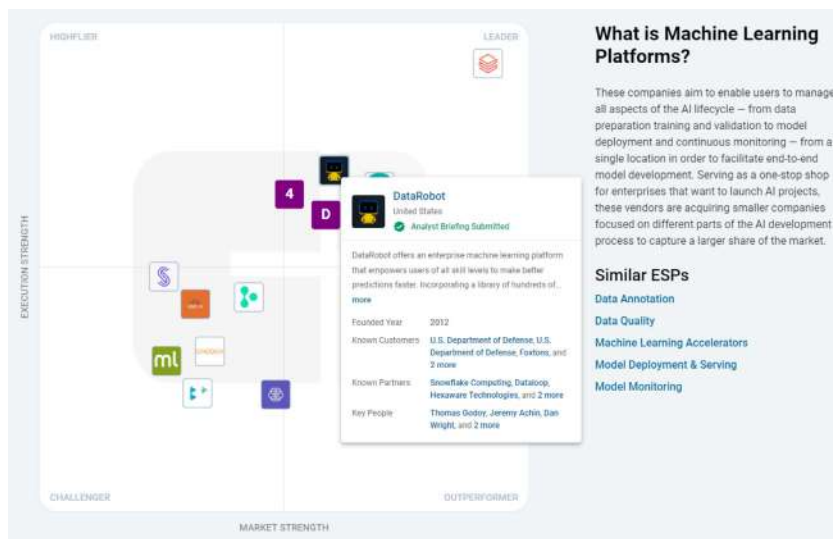 HIGHFLIER
LEADER
4
D
ml
EXECUTION STRENGTH
CHALLENGER
OUTPERFORMER
MARKET STRENGTH
DataRobot
United States
Analyst Briefing Submitted
DataRobot offers an enterprise machine learning platform
that empowers users of all skill levels to make better
predictions faster. Incorporating a library of hundreds of...
more
Founded Year 2012
Known Customers U.S. Department of Defense, U.S.
Department of Defense, Foxtons, and
2 more
Known Partners Snowflake Computing, Dataloop,
Hexaware Technologies, and 2 more
Key People Thomas Godoy, Jeremy Achin, Dan
Wright, and 2 more
What is Machine Learning
Platforms?
These companies aim to enable users to manage
all aspects of the AI lifecycle — from data
preparation training and validation to model
deployment and continuous monitoring — from a
single location in order to facilitate end-to-end
model development. Serving as a one-stop shop
for enterprises that want to launch AI projects,
these vendors are acquiring smaller companies
focused on different parts of the AI development
process to capture a larger share of the market.
Similar ESPs
Data Annotation
Data Quality
Machine Learning Accelerators
Model Deployment & Serving
Model Monitoring